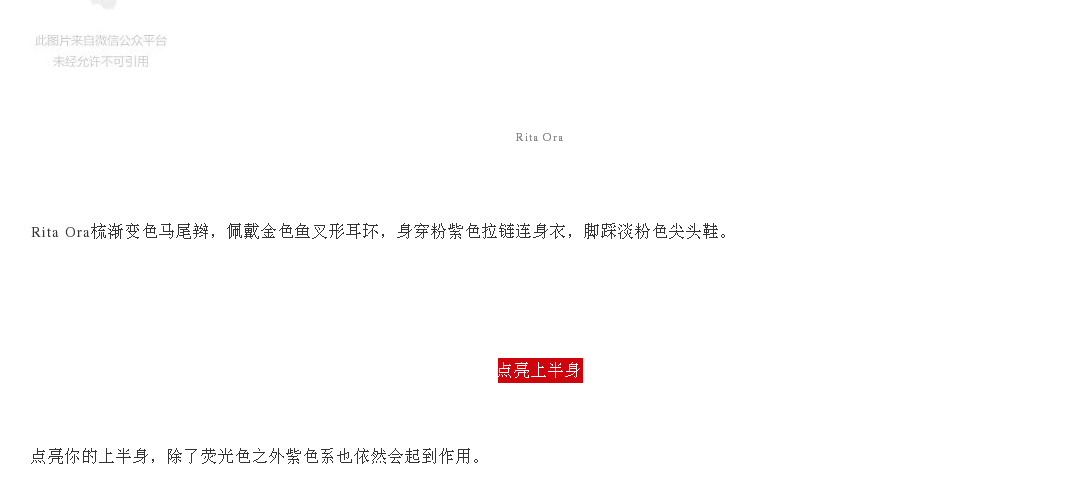 此图片来自微信公众平台
未经允许不可引用
Rita Ora
Rita Ora梳渐变色马尾辫，佩戴金色鱼叉形耳环，身穿粉紫色拉链连身衣，脚踩淡粉色尖头鞋。
点亮上半身
点亮你的上半身，除了荧光色之外紫色系也依然会起到作用。